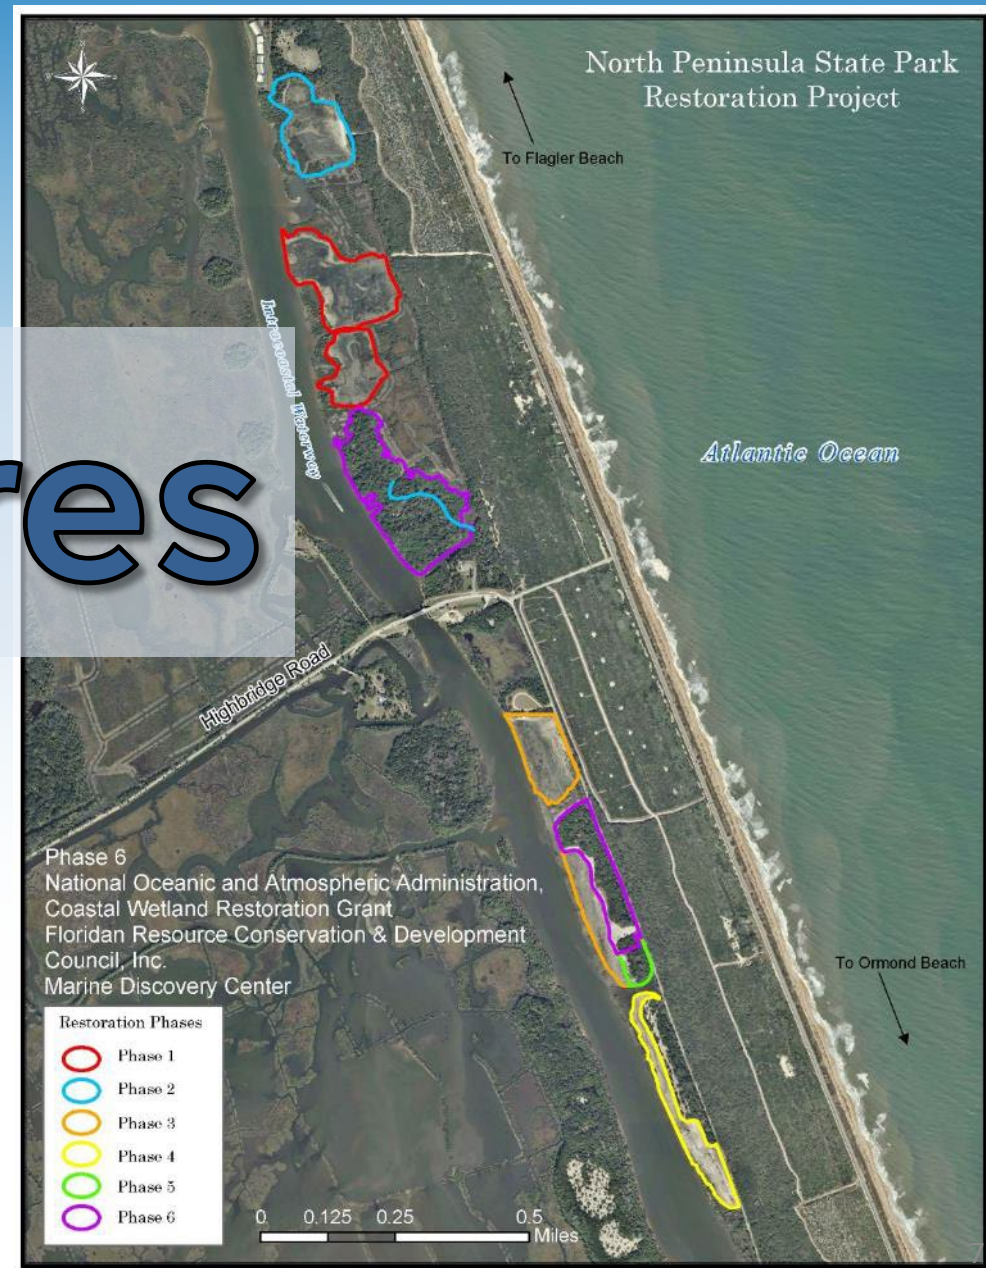 North Peninsula State Park
Restoration Project
To Flagler Beach
Intracoastal Waterway
Atlantic Ocean
res
Highbridge Road
Phase 6
National Oceanic and Atmospheric Administration,
Coastal Wetland Restoration Grant
Floridan Resource Conservation & Development
Council, Inc.
Marine Discovery Center
To Ormond Beach
Restoration Phases
Phase 1
Phase 2
Phase 3
Phase 4
Phase 5
Phase 6
0 0.125 0.25 0.5
Miles